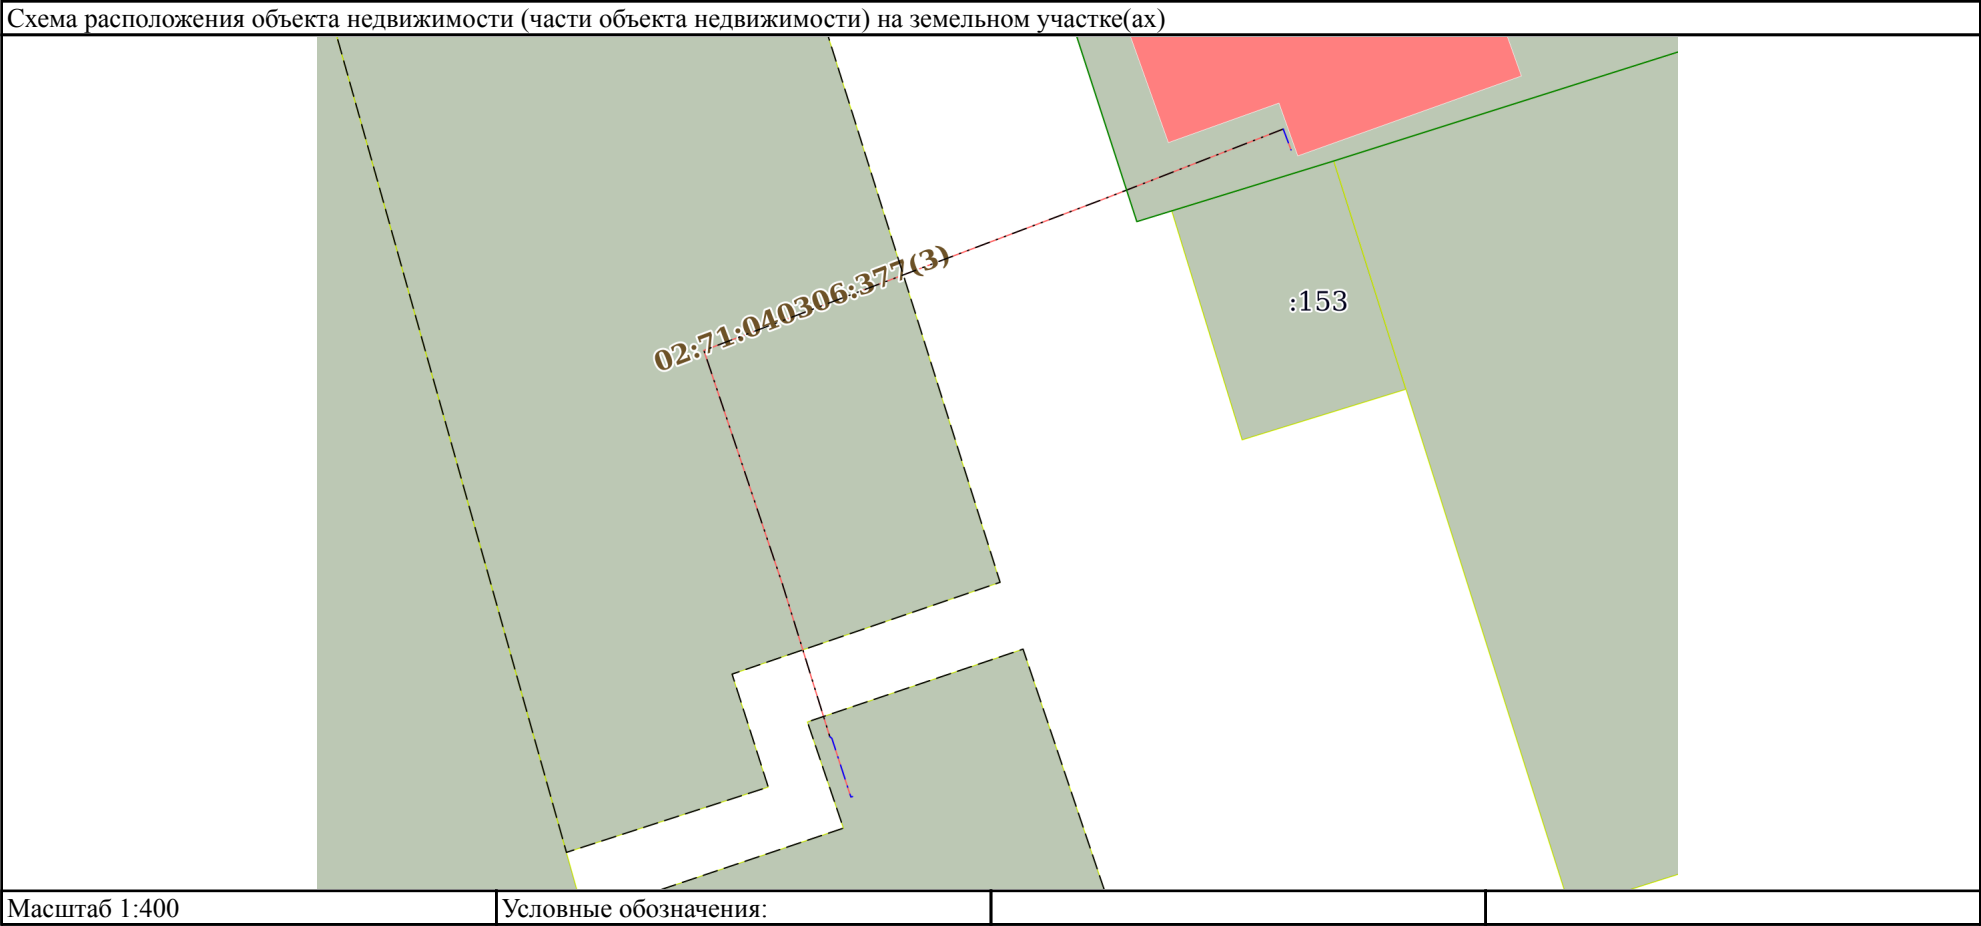 Схема расположения объекта недвижимости (части объекта недвижимости) на земельном участке(ах)
02:71:040306:377(3)
:153
Масштаб 1:400
Условные обозначения: